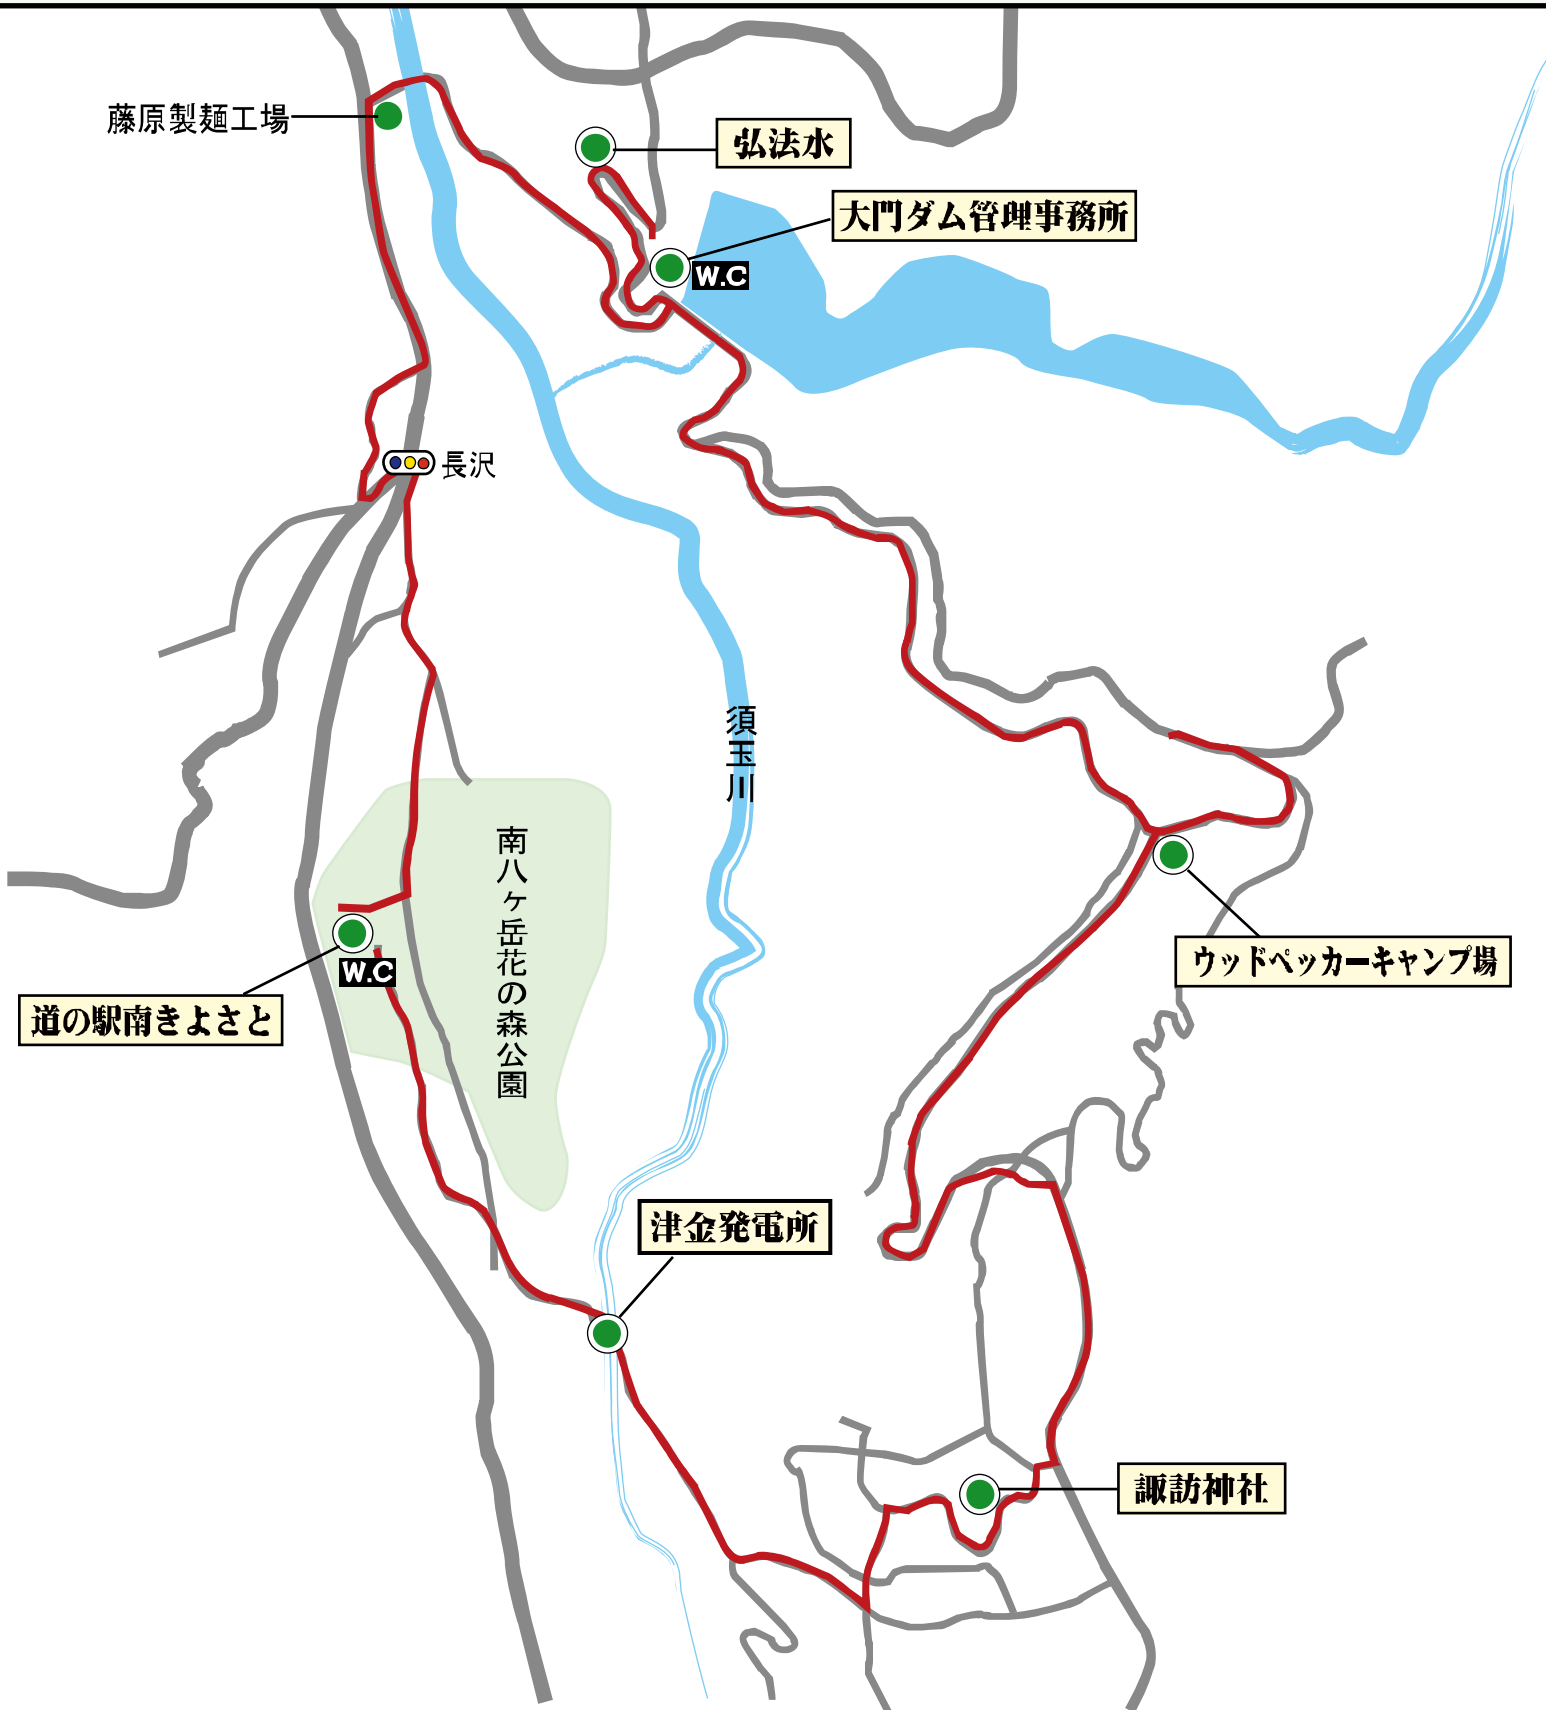 藤原製麺工場
弘法水
大門ダム管理事務所
W.C
長沢
須玉川
南八ヶ岳花の森公園
ウッドペッカーキャンプ場
W.C
道の駅南きよさと
津金発電所
諏訪神社